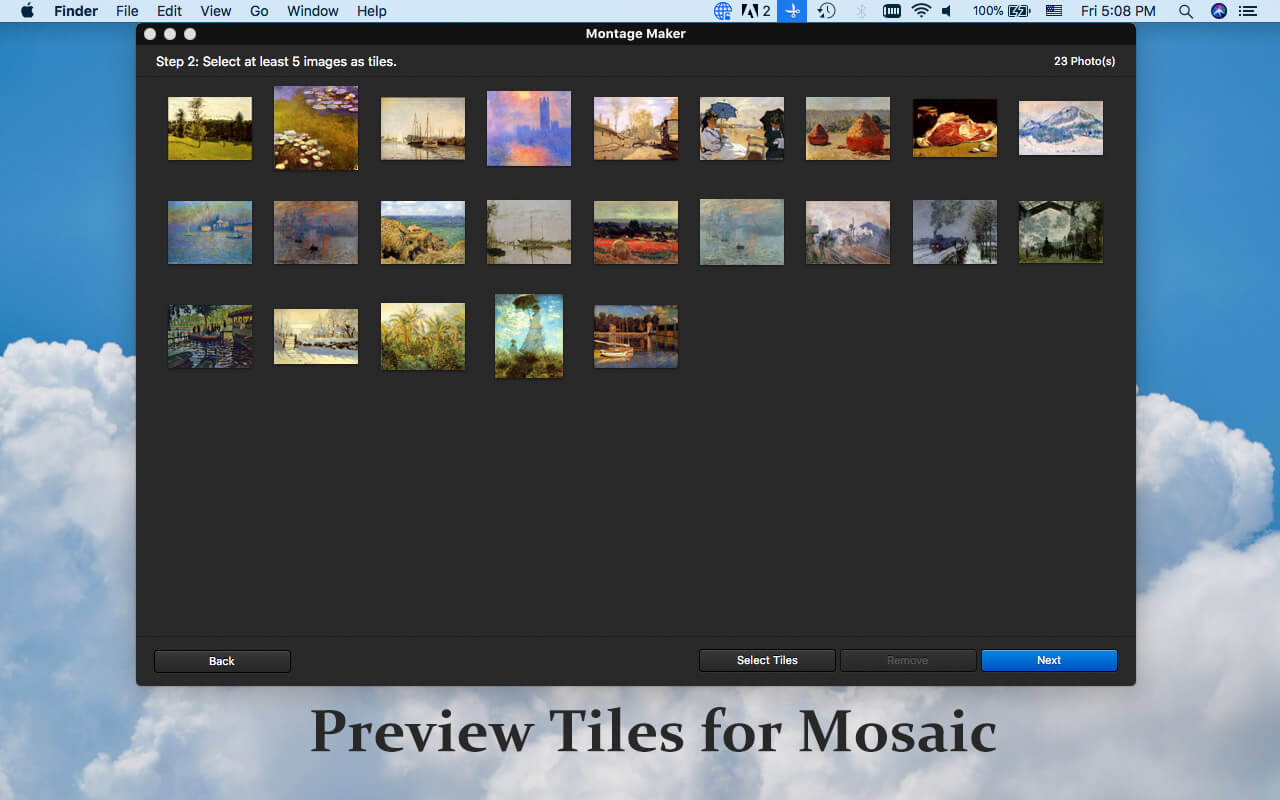 Finder File Edit View Go Window Help 2 100% Fri 5:08 PM
Montage Maker
Step 2: Select at least 5 images as tiles. 23 Photo(s)
Back Select Tiles Remove Next
Preview Tiles for Mosaic